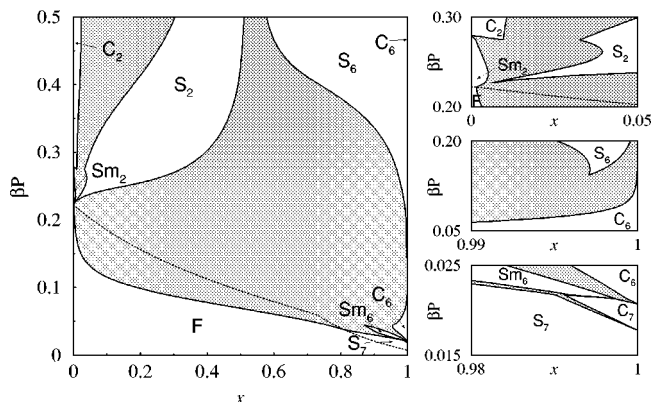 0.5
0.4
0.3
0.2
0.1
0
βP
C2
S2
Sm2
C6
S6
C6
Sm6
S7
F
0 0.2 0.4 0.6 0.8 1
x
0.30
0.20
βP
C2
Sm2
S2
F
0 x 0.05
0.20
0.05
βP
S6
C6
0.99 x 1
0.025
0.015
βP
Sm6
C6
C7
S7
0.98 x 1